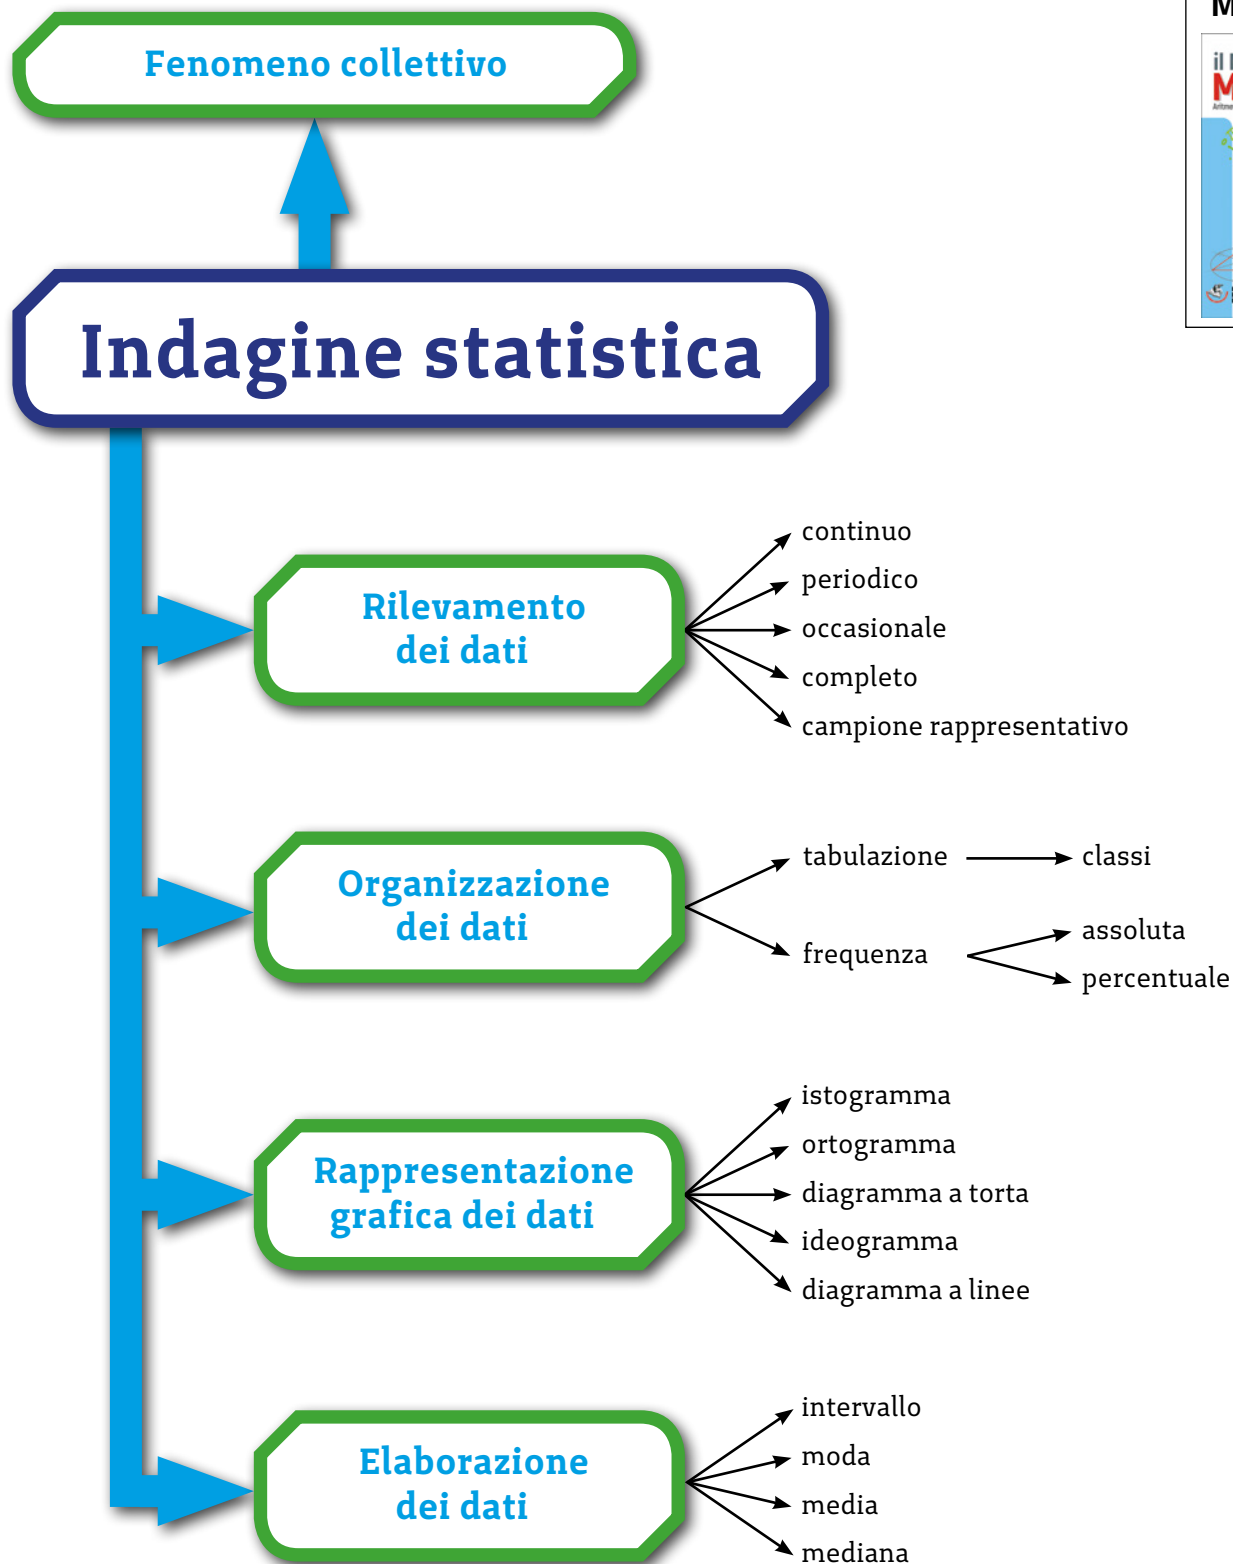 Fenomeno collettivo
Indagine statistica
Rilevamento
dei dati
continuo
periodico
occasionale
completo
campione rappresentativo
Organizzazione
dei dati
tabulazione
classi
frequenza
assoluta
percentuale
Rappresentazione
grafica dei dati
istogramma
ortogramma
diagramma a torta
ideogramma
diagramma a linee
Elaborazione
dei dati
intervallo
moda
media
mediana
il